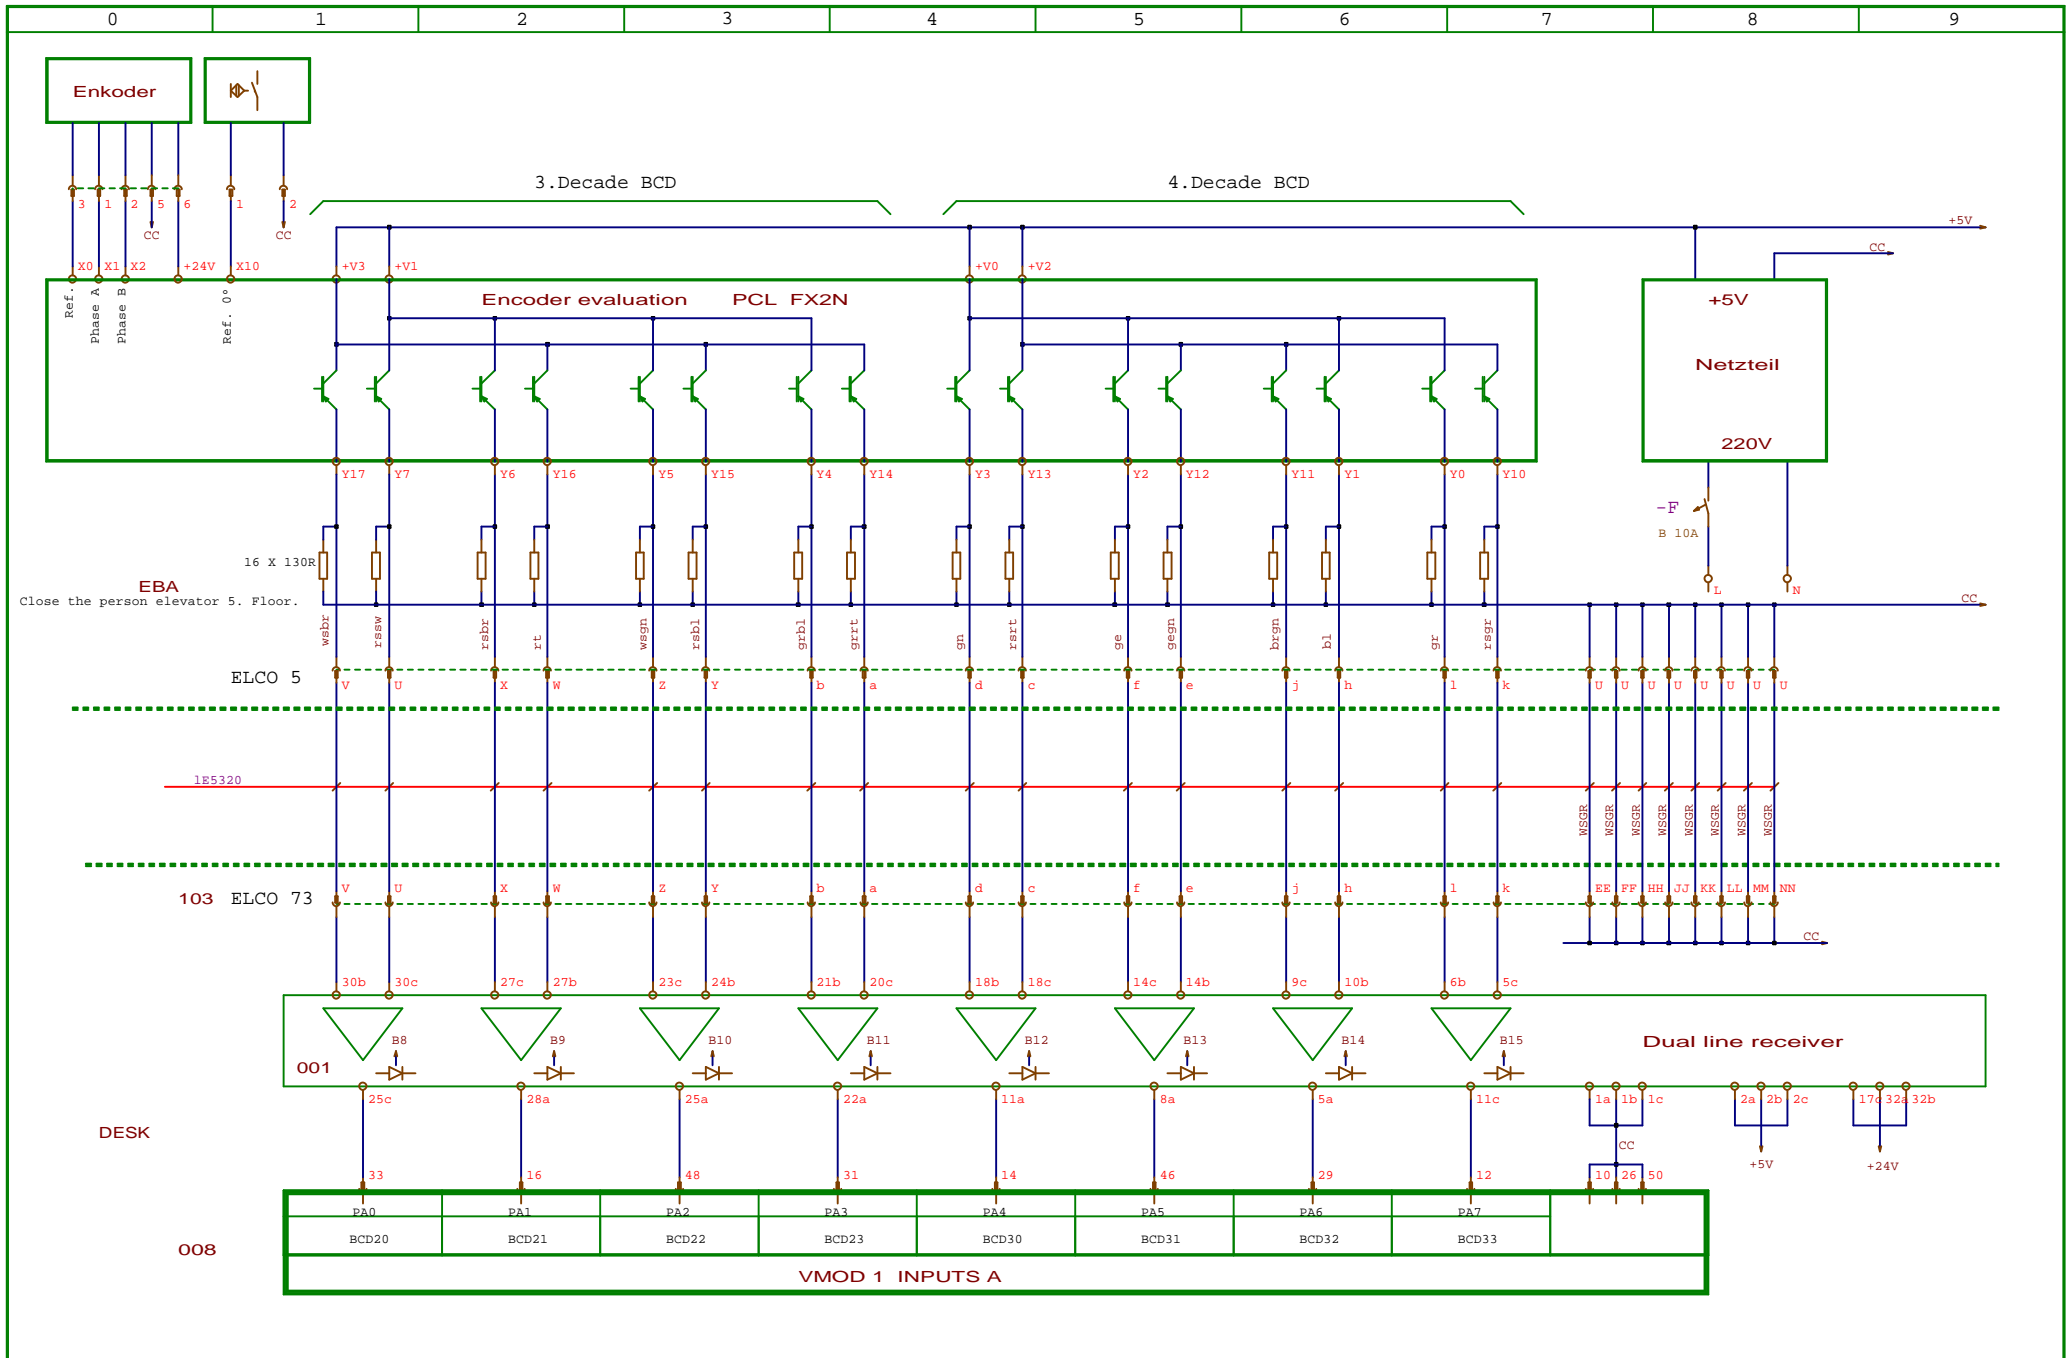 0 1 2 3 4 5 6 7 8 9
Enkoder
3.Decade BCD 4.Decade BCD
3 1 2 5 6 1 2
+5V
CC CC
CC
X0 X1 X2 +24V X10 +V3 +V1 +V0 +V2
Ref. Phase A Phase B Ref. 0°
Encoder evaluation PCL FX2N
+5V
Netzteil
220V
Y17 Y7 Y6 Y16 Y5 Y15 Y4 Y14 Y3 Y13 Y2 Y12 Y11 Y1 Y0 Y10
-F
B 10A
16 X 130R
EBA
L N
Close the person elevator 5. Floor.
CC
wsbr rssw rsbr rt wsgn rsbl grbl grrt gn rsrt ge gegn brgn bl gr rsgr
ELCO 5
V U X W Z Y b a d c f e j h l k U U U U U U U U
1E5320
WSGR WSGR WSGR WSGR WSGR WSGR WSGR WSGR
103 ELCO 73
V U X W Z Y b a d c f e j h l k EE FF HH JJ KK LL MM NN
CC
30b 30c 27c 27b 23c 24b 21b 20c 18b 18c 14c 14b 9c 10b 6b 5c
B8 B9 B10 B11 B12 B13 B14 B15
Dual line receiver
001
25c 28a 25a 22a 11a 8a 5a 11c 1a 1b 1c 2a 2b 2c 17c 32a 32b
DESK
CC
+5V +24V
33 16 48 31 14 46 29 12 10 26 50
PA0 PA1 PA2 PA3 PA4 PA5 PA6 PA7
BCD20 BCD21 BCD22 BCD23 BCD30 BCD31 BCD32 BCD33
008
VMOD 1 INPUTS A